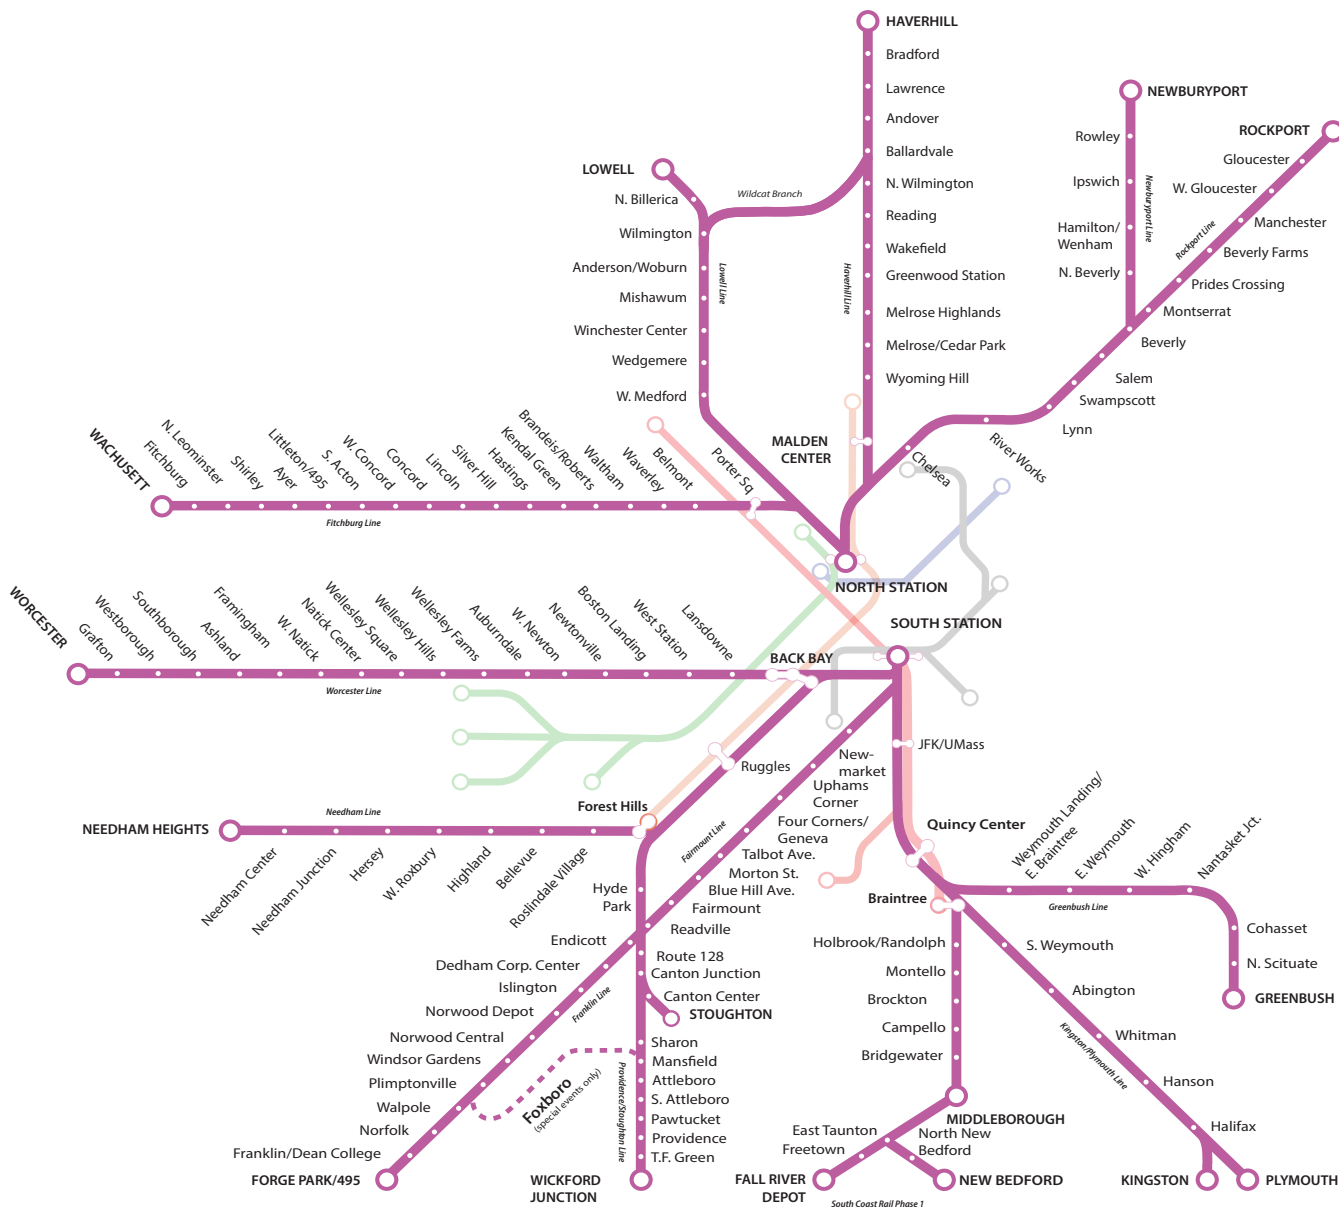 HAVERHILL
Bradford
Lawrence
Andover
Ballardvale
N. Wilmington
Reading
Wakefield
Greenwood Station
Melrose Highlands
Melrose/Cedar Park
Wyoming Hill
MALDEN
CENTER
Haverhill Line
NEWBURYPORT
Rowley
Ipswich
Hamilton/
Wenham
N. Beverly
Newburyport Line
ROCKPORT
Gloucester
W. Gloucester
Manchester
Beverly Farms
Prides Crossing
Montserrat
Beverly
Salem
Swampscott
Lynn
River Works
Chelsea
Rockport Line
LOWELL
N. Billerica
Wilmington
Anderson/Woburn
Mishawum
Winchester Center
Wedgemere
W. Medford
Wildcat Branch
Lowell Line
WACHUSETT
Fitchburg
N. Leominster
Shirley
Ayer
Littleton/495
S. Acton
W. Concord
Concord
Lincoln
Silver Hill
Hastings
Kendal Green
Brandeis/Roberts
Waltham
Waverley
Belmont
Porter Sq
Fitchburg Line
NORTH STATION
SOUTH STATION
WORCESTER
Grafton
Westborough
Southborough
Ashland
Framingham
W. Natick
Natick Center
Wellesley Square
Wellesley Hills
Wellesley Farms
Auburndale
W. Newton
Newtonville
Boston Landing
West Station
Lansdowne
BACK BAY
Worcester Line
Ruggles
Forest Hills
NEEDHAM HEIGHTS
Needham Line
Needham Center
Needham Junction
Hersey
W. Roxbury
Highland
Bellevue
Roslindale Village
New-
market
Uphams
Corner
Four Corners/
Geneva
Talbot Ave.
Morton St.
Blue Hill Ave.
Fairmount
Readville
Fairmount Line
Hyde
Park
Endicott
Dedham Corp. Center
Islington
Norwood Depot
Norwood Central
Windsor Gardens
Plimptonville
Walpole
Norfolk
Franklin/Dean College
FORGE PARK/495
Franklin Line
Foxboro
(special events only)
Route 128
Canton Junction
Canton Center
STOUGHTON
Sharon
Mansfield
Attleboro
S. Attleboro
Pawtucket
Providence
T.F. Green
WICKFORD
JUNCTION
Providence/Stoughton Line
JFK/UMass
Quincy Center
Braintree
Weymouth Landing/
E. Braintree
E. Weymouth
W. Hingham
Nantasket Jct.
Cohasset
N. Scituate
GREENBUSH
Greenbush Line
Holbrook/Randolph
Montello
Brockton
Campello
Bridgewater
MIDDLEBOROUGH
East Taunton
Freetown
FALL RIVER
DEPOT
North New
Bedford
NEW BEDFORD
South Coast Rail Phase 1
S. Weymouth
Abington
Whitman
Hanson
Halifax
KINGSTON
PLYMOUTH
Kingston/Plymouth Line